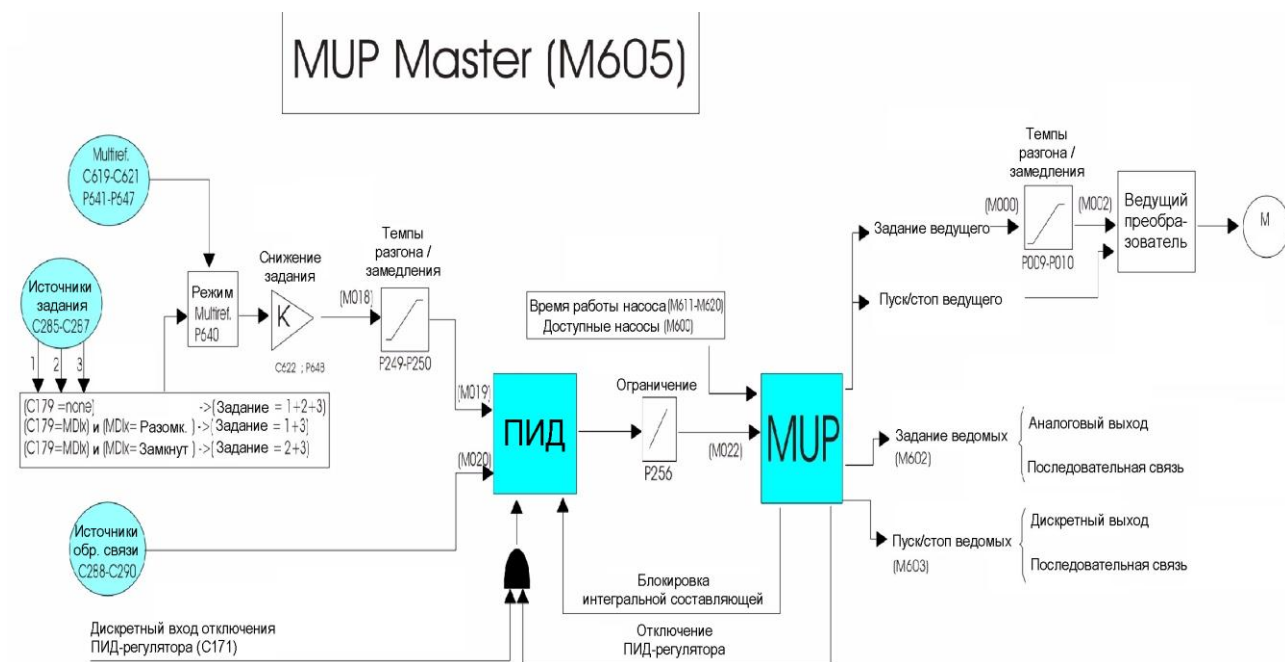 MUP Master (M605)
Multiref.
C619-C621
P641-P647
Источники
задания
C285-C287
1
2
3
Режим
Multiref.
P640
Снижение
задания
K
C622 ; P648
(M018)
Темпы
разгона /
замедления
P249-P250
(C179 =none) ->(Задание = 1+2+3)
(C179=MDIx) и (MDIx= Разомк. ) ->( Задание = 1+3)
(C179=MDIx) и (MDIx= Замкнут ) ->( Задание = 2+3)
(M019)
(M020)
ПИД
Источники
обр. связи
C288-C290
Дискретный вход отключения
ПИД-регулятора (C171)
Время работы насоса (M611-M620)
Доступные насосы (M600)
Ограничение
P256
(M022)
MUP
Блокировка
интегральной составляющей
Отключение
ПИД-регулятора
Задание ведущего
(M000)
Темпы
разгона /
замедления
P009-P010
(M002)
Ведущий
преобра-
зователь
M
Пуск/стоп ведущего
Задание ведомых
(M602)
Аналоговый выход
Последовательная связь
Пуск/стоп ведомых
(M603)
Дискретный выход
Последовательная связь